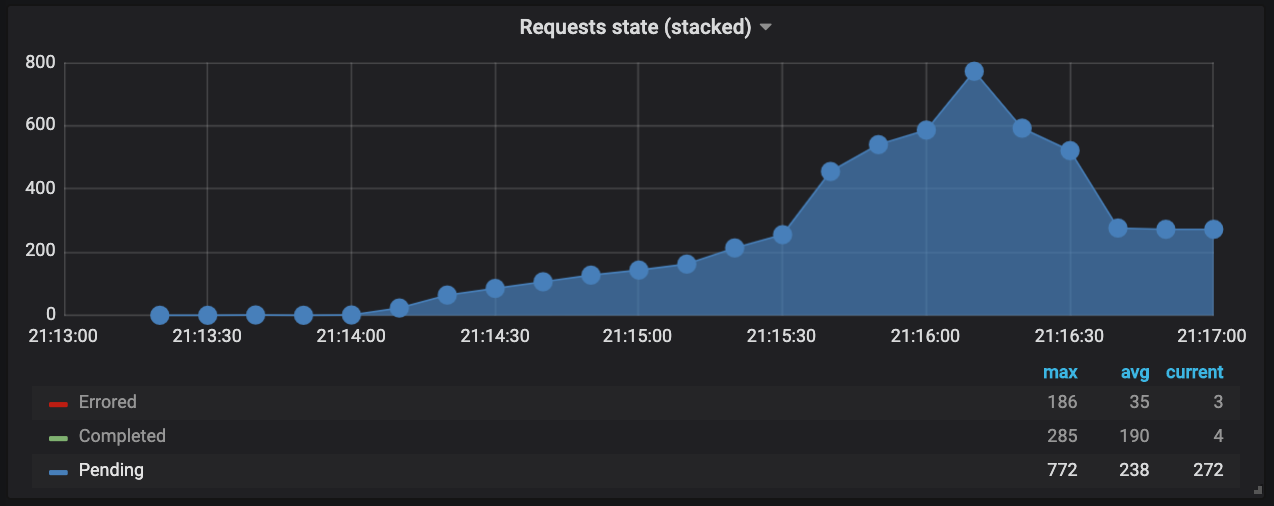 Requests state (stacked)
800
600
400
200
0
21:13:00 21:13:30 21:14:00 21:14:30 21:15:00 21:15:30 21:16:00 21:16:30 21:17:00
max avg current
Errored 186 35 3
Completed 285 190 4
Pending 772 238 272